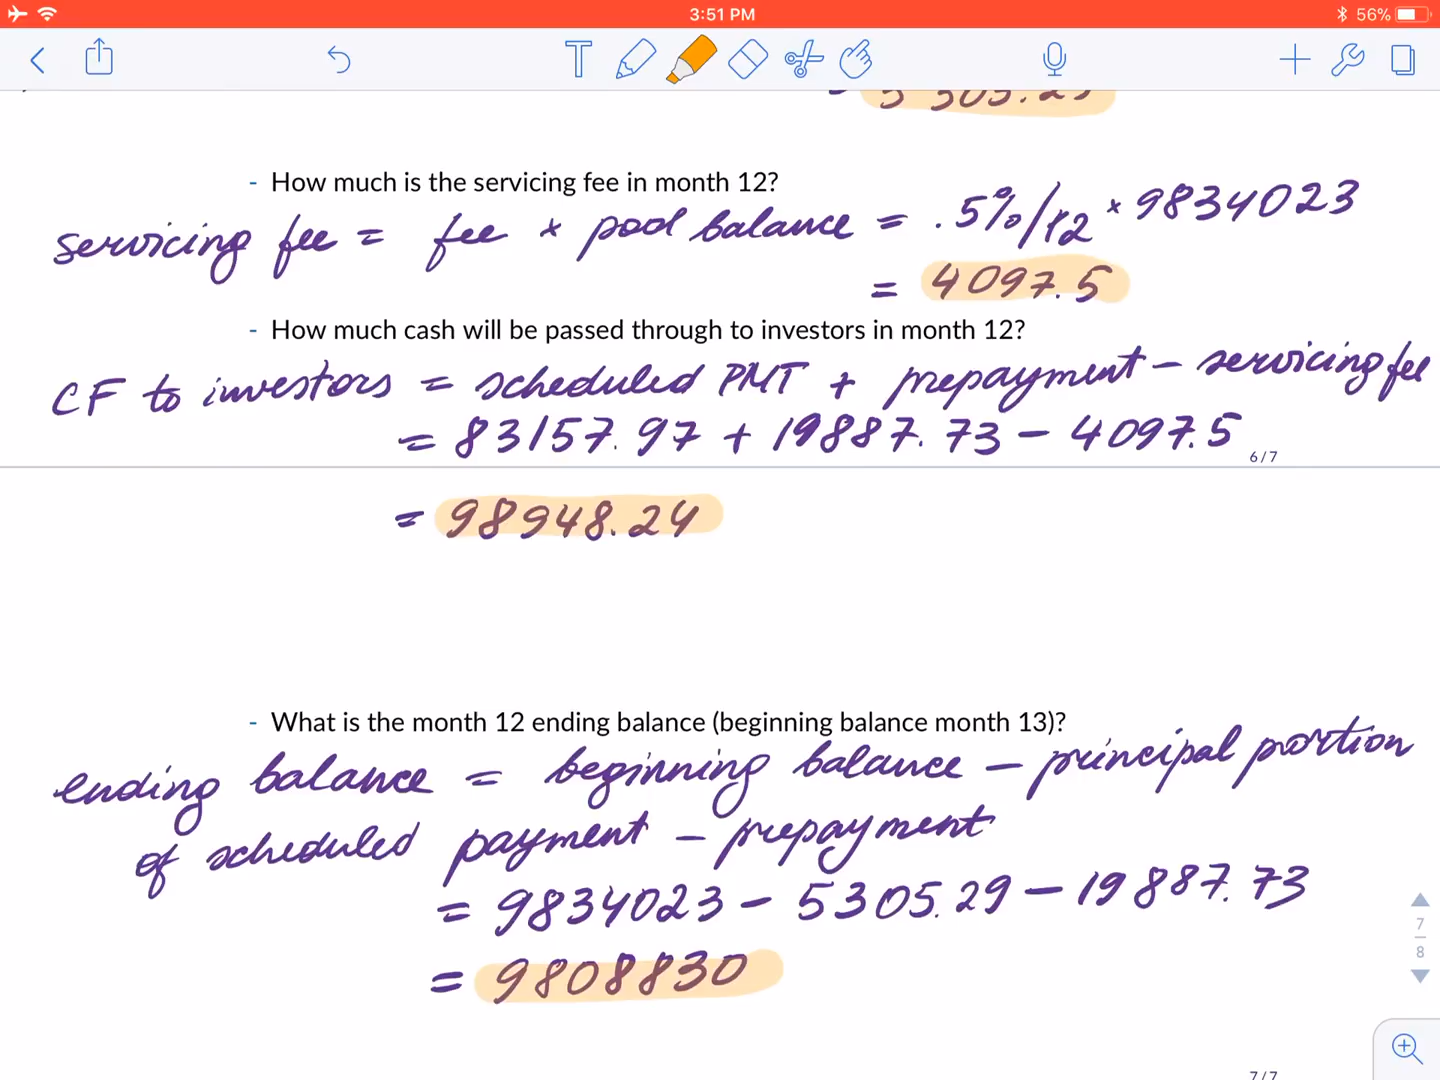 3:51 PM
56%
T
= 5305.29
- How much is the servicing fee in month 12?
servicing fee = fee × pool balance = .5%/12 × 9834023
= 4097.5
- How much cash will be passed through to investors in month 12?
CF to investors = scheduled PMT + prepayment - servicing fee
= 83157.97 + 19887.73 - 4097.5
6/7
= 98948.24
- What is the month 12 ending balance (beginning balance month 13)?
ending balance = beginning balance - principal portion
of scheduled payment - prepayment
= 9834023 - 5305.29 - 19887.73
= 9808830
7
8
7/7